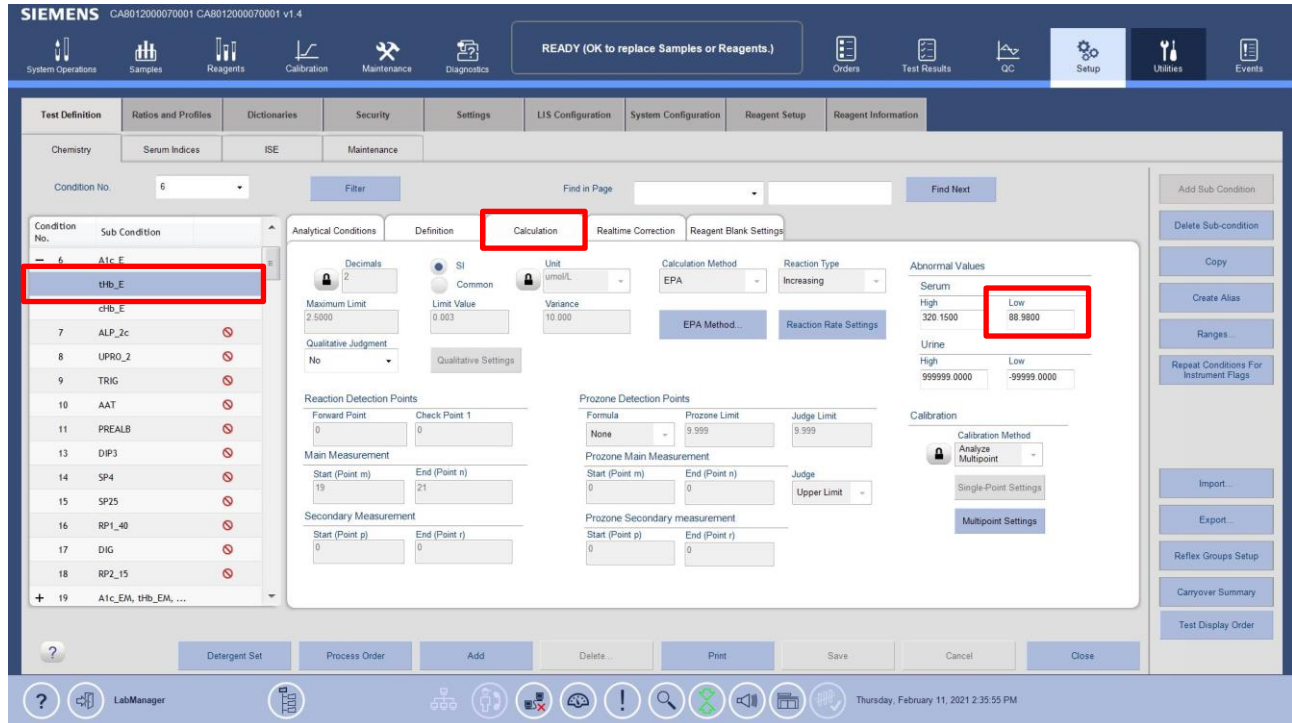 SIEMENS CA8012000070001 CA8012000070001 v1.4
System Operations
Samples
Reagents
Calibration
Maintenance
Diagnostics
READY (OK to replace Samples or Reagents.)
Orders
Test Results
QC
Setup
Utilities
Events
Test Definition
Ratios and Profiles
Dictionaries
Security
Settings
LIS Configuration
System Configuration
Reagent Setup
Reagent Information
Chemistry
Serum Indices
ISE
Maintenance
Condition No.
6
Filter
Find in Page
Find Next
Condition No.
Sub Condition
6 A1c_E
tHb_E
cHb_E
7 ALP_2c
8 UPRO_2
9 TRIG
10 AAT
11 PREALB
13 DIP3
14 SP4
15 SP25
16 RP1_40
17 DIG
18 RP2_15
+ 19 A1c_EM, tHb_EM, ...
Analytical Conditions
Definition
Calculation
Realtime Correction
Reagent Blank Settings
Decimals
2
SI
Common
Unit
umol/L
Calculation Method
EPA
Reaction Type
Increasing
Maximum Limit
2.5000
Limit Value
0.003
Variance
10.000
EPA Method...
Reaction Rate Settings
Qualitative Judgment
No
Qualitative Settings
Abnormal Values
Serum
High
320.1500
Low
88.9800
Urine
High
999999.0000
Low
-99999.0000
Reaction Detection Points
Forward Point
0
Check Point 1
0
Main Measurement
Start (Point m)
19
End (Point n)
21
Secondary Measurement
Start (Point p)
0
End (Point r)
0
Prozone Detection Points
Formula
None
Prozone Limit
9.999
Judge Limit
9.999
Prozone Main Measurement
Start (Point m)
0
End (Point n)
0
Judge
Upper Limit
Prozone Secondary measurement
Start (Point p)
0
End (Point r)
0
Calibration
Calibration Method
Analyze Multipoint
Single-Point Settings
Multipoint Settings
Add Sub Condition
Delete Sub-condition
Copy
Create Alias
Ranges...
Repeat Conditions For
Instrument Flags
Import...
Export...
Reflex Groups Setup
Carryover Summary
Test Display Order
?
Detergent Set
Process Order
Add
Delete...
Print
Save
Cancel
Close
?
LabManager
!
Thursday, February 11, 2021 2:35:55 PM